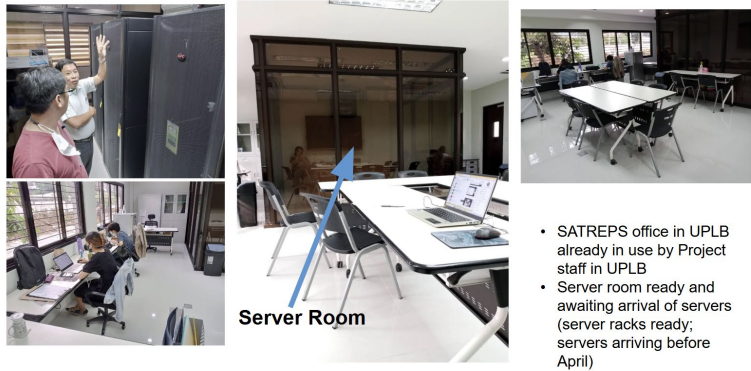 Server Room
• SATREPS office in UPLB
already in use by Project
staff in UPLB
• Server room ready and
awaiting arrival of servers
(server racks ready;
servers arriving before
April)